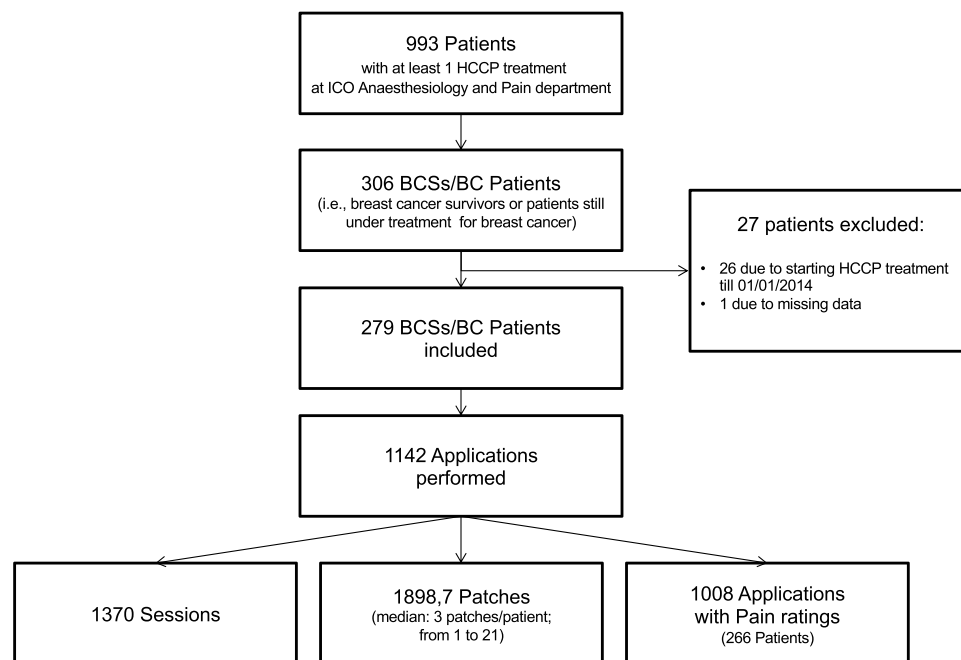 993 Patients
with at least 1 HCCP treatment
at ICO Anaesthesiology and Pain department
306 BCSs/BC Patients
(i.e., breast cancer survivors or patients still
under treatment for breast cancer)
27 patients excluded:
• 26 due to starting HCCP treatment
till 01/01/2014
• 1 due to missing data
279 BCSs/BC Patients
included
1142 Applications
performed
1370 Sessions
1898,7 Patches
(median: 3 patches/patient;
from 1 to 21)
1008 Applications
with Pain ratings
(266 Patients)